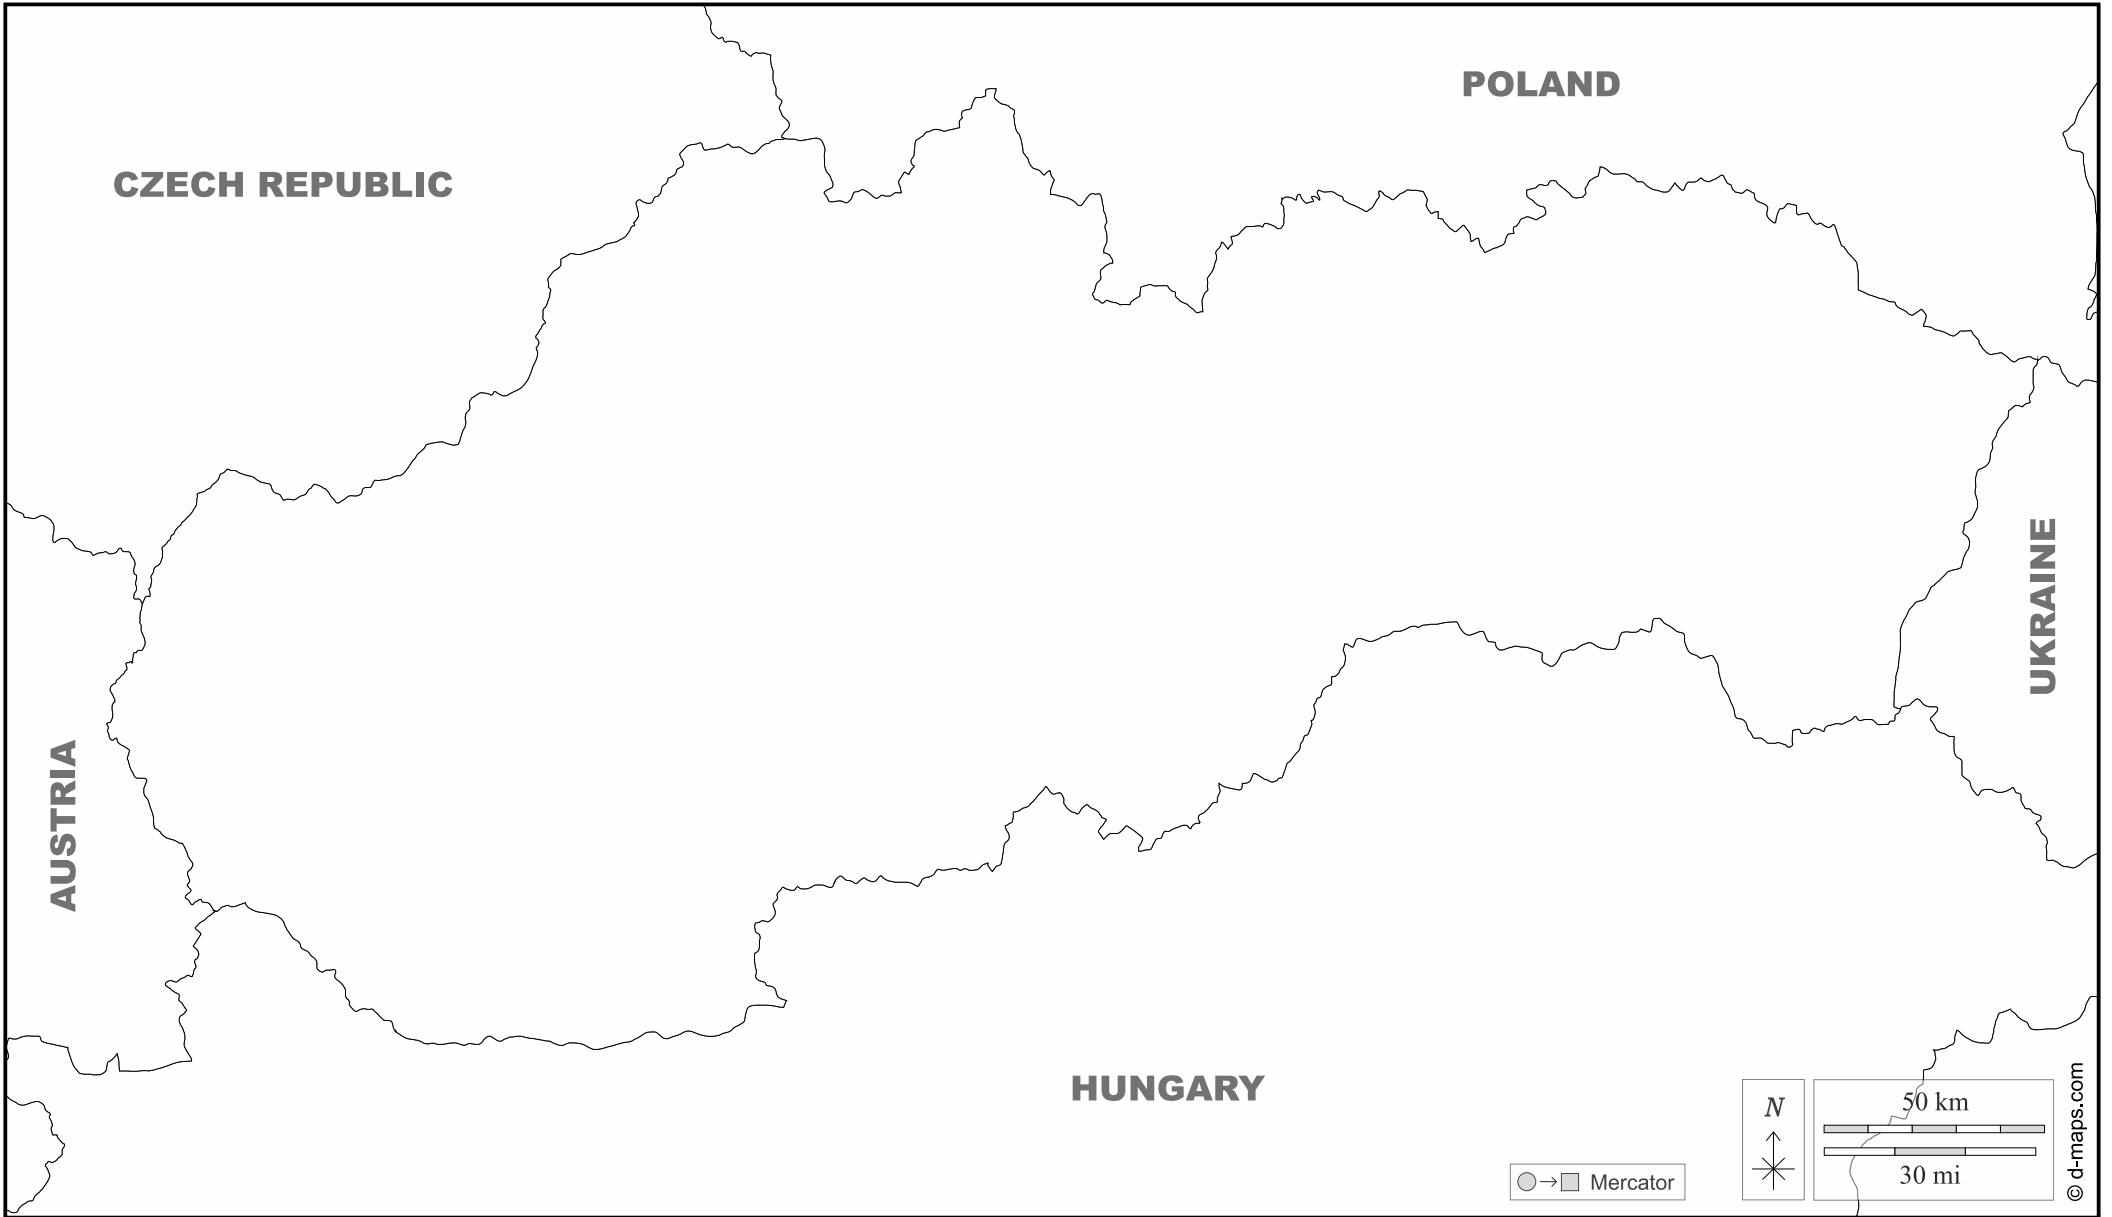 POLAND
CZECH REPUBLIC
UKRAINE
AUSTRIA
HUNGARY
N
50 km
30 mi
Mercator
© d-maps.com